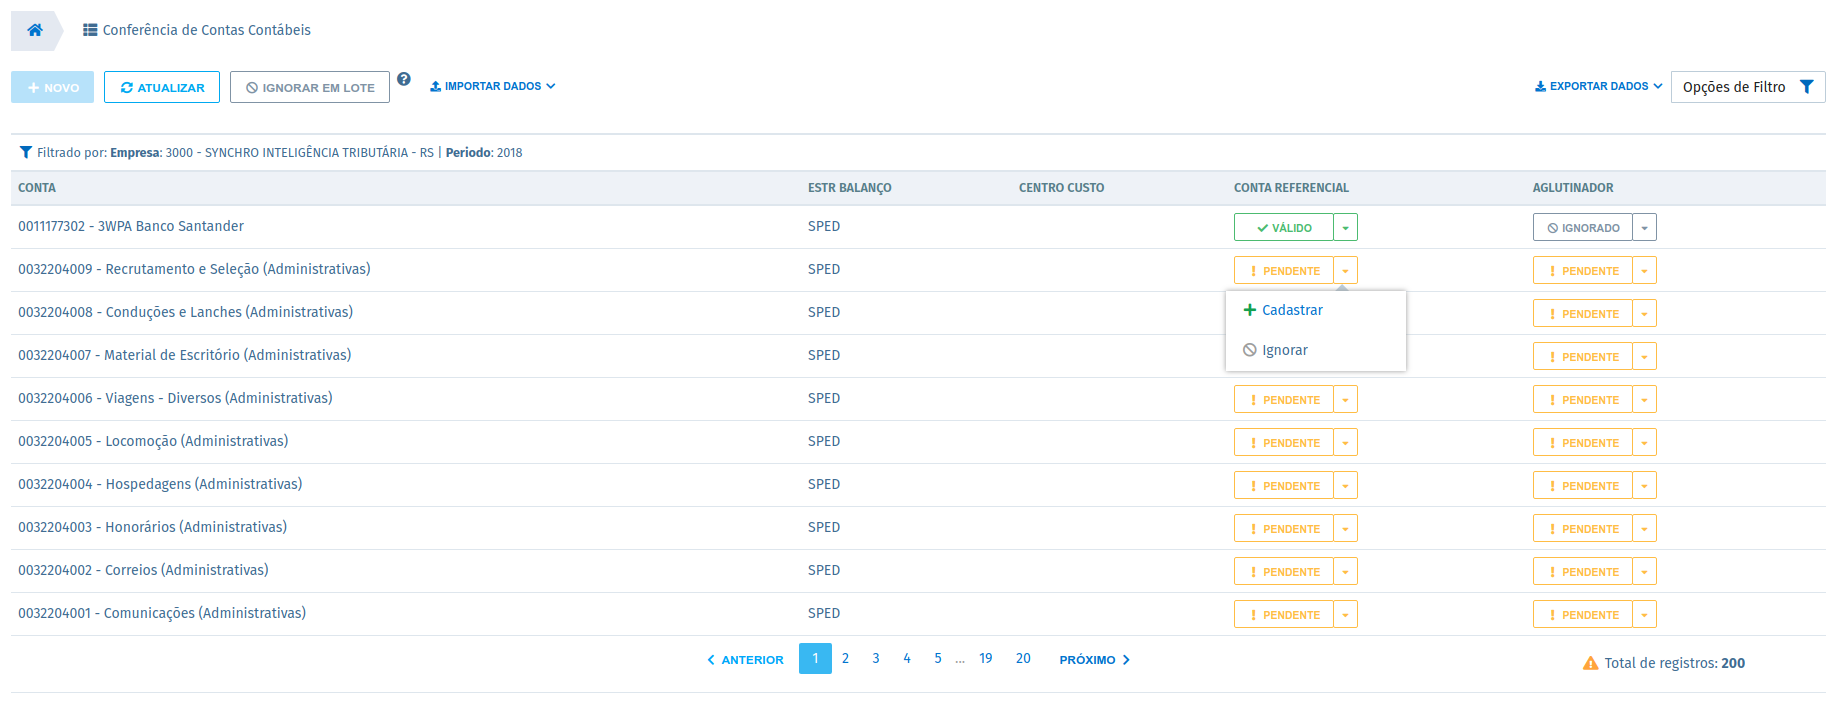 Conferência de Contas Contábeis
NOVO ATUALIZAR IGNORAR EM LOTE ? IMPORTAR DADOS EXPORTAR DADOS Opções de Filtro
Filtrado por: Empresa: 3000 - SYNCHRO INTELIGÊNCIA TRIBUTÁRIA - RS | Periodo: 2018
CONTA ESTR BALANÇO CENTRO CUSTO CONTA REFERENCIAL AGLUTINADOR
0011177302 - 3WPA Banco Santander SPED VÁLIDO IGNORADO
0032204009 - Recrutamento e Seleção (Administrativas) SPED PENDENTE PENDENTE
Cadastrar
0032204008 - Conduções e Lanches (Administrativas) SPED PENDENTE
Ignorar
0032204007 - Material de Escritório (Administrativas) SPED PENDENTE
0032204006 - Viagens - Diversos (Administrativas) SPED PENDENTE PENDENTE
0032204005 - Locomoção (Administrativas) SPED PENDENTE PENDENTE
0032204004 - Hospedagens (Administrativas) SPED PENDENTE PENDENTE
0032204003 - Honorários (Administrativas) SPED PENDENTE PENDENTE
0032204002 - Correios (Administrativas) SPED PENDENTE PENDENTE
0032204001 - Comunicações (Administrativas) SPED PENDENTE PENDENTE
ANTERIOR 1 2 3 4 5 ... 19 20 PRÓXIMO Total de registros: 200